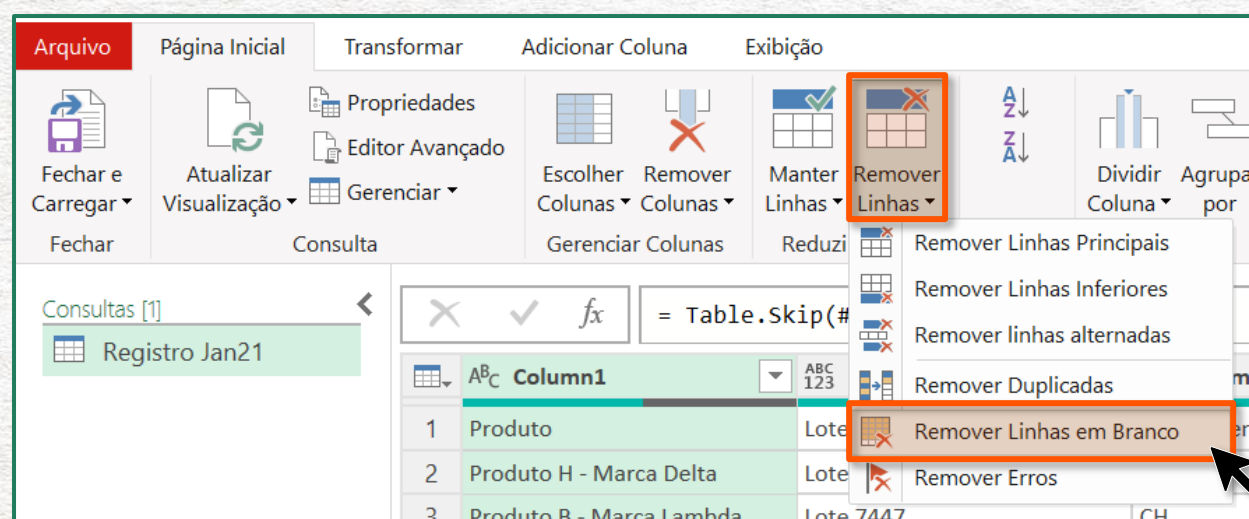 Arquivo Página Inicial Transformar Adicionar Coluna Exibição
Propriedades
Editor Avançado
Gerenciar
Fechar e
Carregar
Atualizar
Visualização
Escolher
Colunas
Remover
Colunas
Manter
Linhas
Remover
Linhas
A
Z
Z
A
Dividir
Coluna
Agrupa
por
Fechar Consulta Gerenciar Colunas Reduzi
Remover Linhas Principais
Remover Linhas Inferiores
Remover linhas alternadas
Remover Duplicadas
Remover Linhas em Branco
Remover Erros
Consultas [1]
Registro Jan21
fx = Table.Skip(#
ABC Column1 ABC 123
1 Produto Lote
2 Produto H - Marca Delta Lote
3 Produto B - Marca Lambda Lote 7447 CH